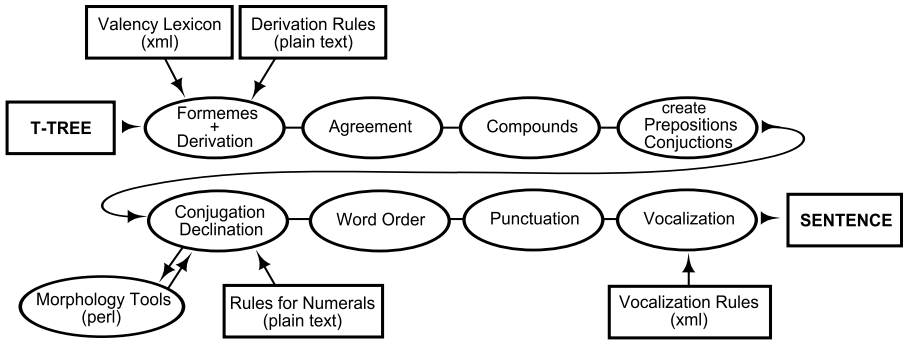 Valency Lexicon
(xml)
Derivation Rules
(plain text)
T-TREE
Formemes
+
Derivation
Agreement
Compounds
create
Prepositions
Conjuctions
Conjugation
Declination
Word Order
Punctuation
Vocalization
SENTENCE
Morphology Tools
(perl)
Rules for Numerals
(plain text)
Vocalization Rules
(xml)